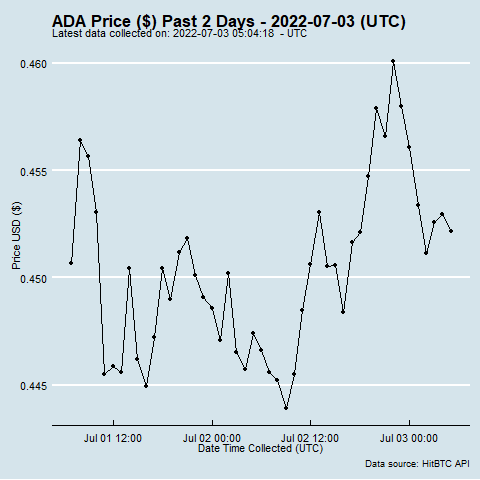 ADA Price ($) Past 2 Days - 2022-07-03 (UTC)
Latest data collected on: 2022-07-03 05:04:18 - UTC
0.460
0.455
0.450
0.445
Price USD ($)
Jul 01 12:00 Jul 02 00:00 Jul 02 12:00 Jul 03 00:00
Date Time Collected (UTC)
Data source: HitBTC API